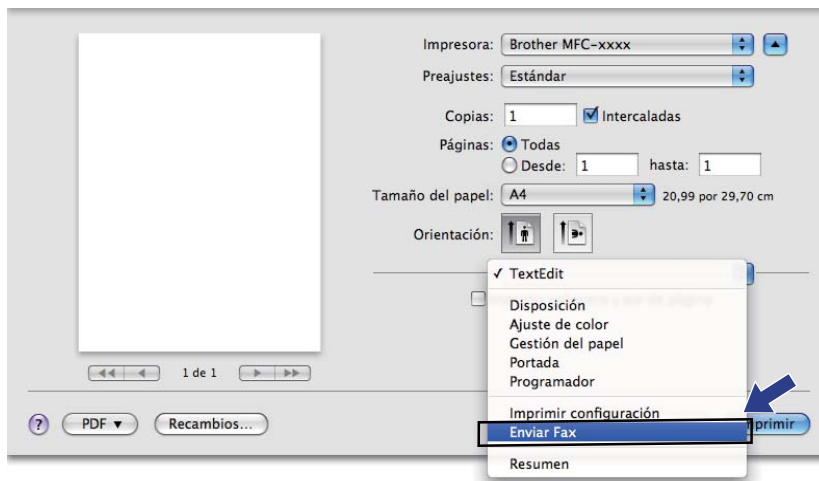 Impresora: Brother MFC-xxxx
Preajustes: Estándar
Copias: 1 Intercaladas
Páginas: Todas
Desde: 1 hasta: 1
Tamaño del papel: A4 20,99 por 29,70 cm
Orientación:
✓ TextEdit
Disposición
Ajuste de color
Gestión del papel
Portada
Programador
Imprimir configuración
Enviar Fax
Resumen
1 de 1
? PDF ▼ Recambios... primir